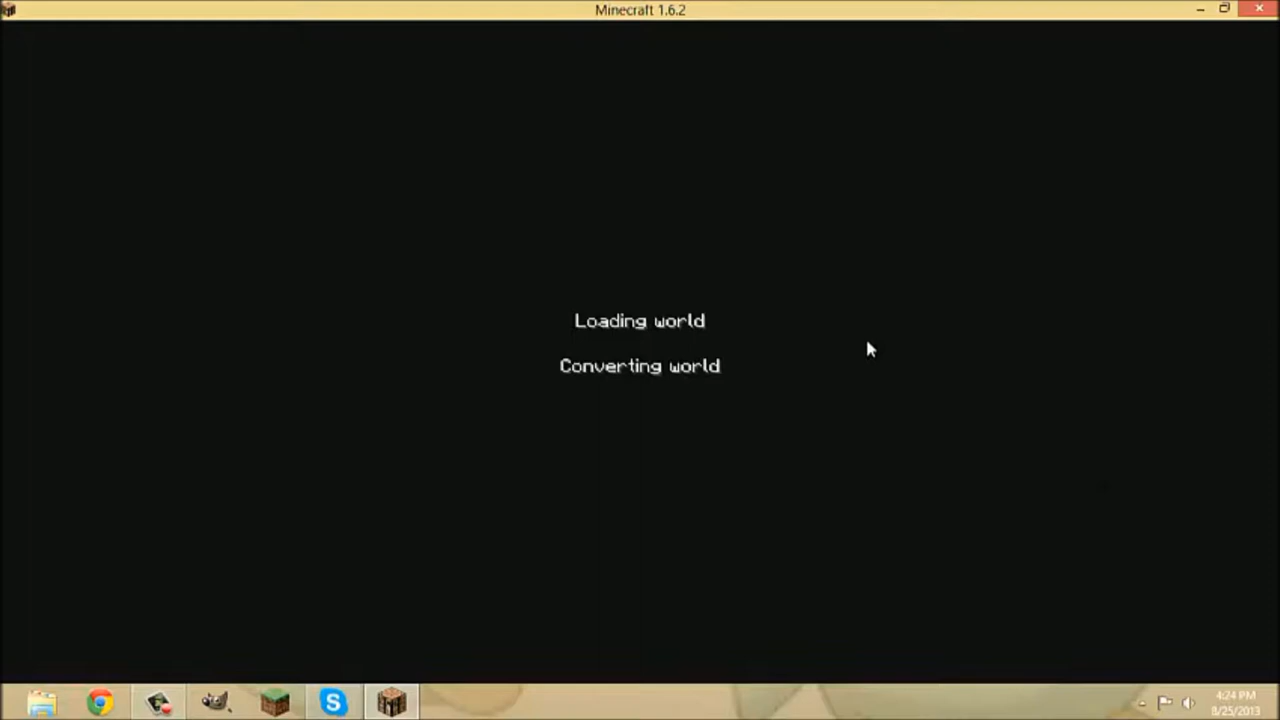 Minecraft 1.6.2
Loading world
Converting world
4:24 PM
8/25/2013